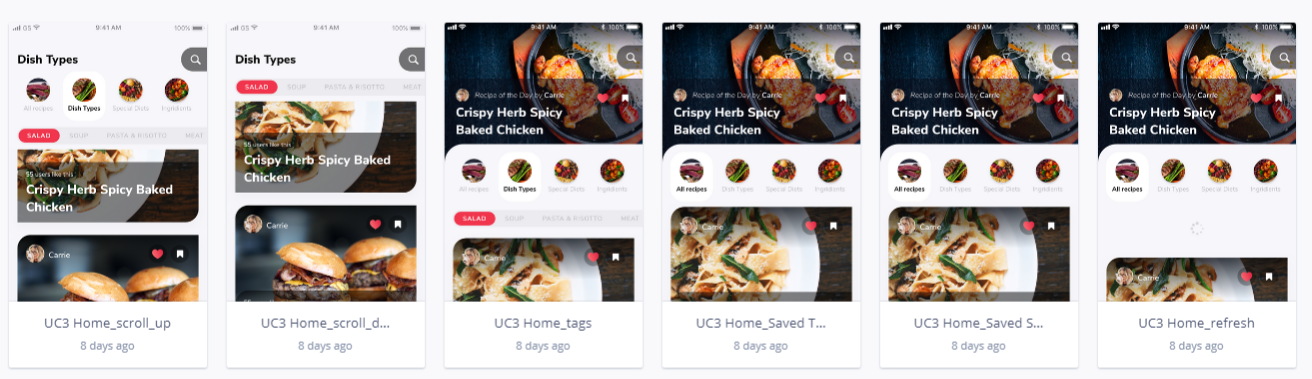 GS 9:41 AM 100%
Dish Types
All recipes Dish Types Special Diets Ingridients
SALAD SOUP PASTA & RISOTTO MEAT
55 users like this
Crispy Herb Spicy Baked
Chicken
Carrie
UC3 Home_scroll_up
8 days ago
GS 9:41 AM 100%
Dish Types
SALAD SOUP PASTA & RISOTTO MEAT
55 users like this
Crispy Herb Spicy Baked
Chicken
Carrie
UC3 Home_scroll_d...
8 days ago
9:41 AM 100%
Recipe of the Day by Carrie
Crispy Herb Spicy
Baked Chicken
All recipes Dish Types Special Diets Ingridients
SALAD SOUP PASTA & RISOTTO MEAT
Carrie
UC3 Home_tags
8 days ago
9:41 AM 100%
Recipe of the Day by Carrie
Crispy Herb Spicy
Baked Chicken
All recipes Dish Types Special Diets Ingridients
Carrie
UC3 Home_Saved T...
8 days ago
9:41 AM 100%
Recipe of the Day by Carrie
Crispy Herb Spicy
Baked Chicken
All recipes Dish Types Special Diets Ingridients
Carrie
UC3 Home_Saved S...
8 days ago
9:41 AM 100%
Recipe of the Day by Carrie
Crispy Herb Spicy
Baked Chicken
All recipes Dish Types Special Diets Ingridients
Carrie
UC3 Home_refresh
8 days ago